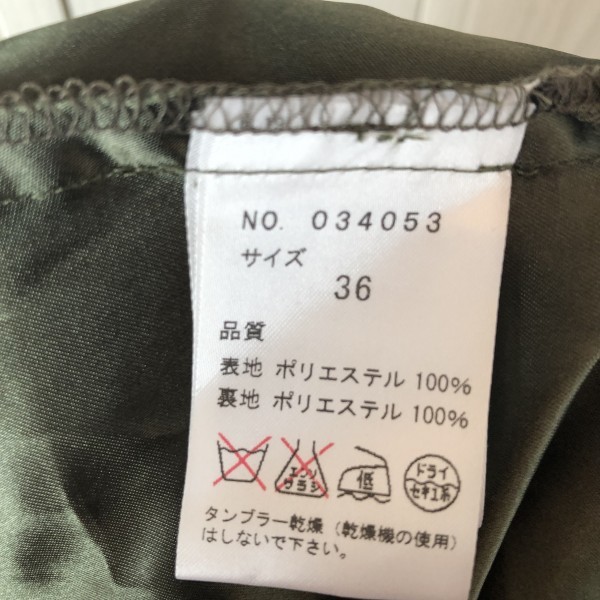 NO. 034053
サイズ
36
品質
表地 ポリエステル 100%
裏地 ポリエステル 100%
エンソ サラシ 低 ドライ セキユ系
タンブラー乾燥 (乾燥機の使用)
はしないで下さい。